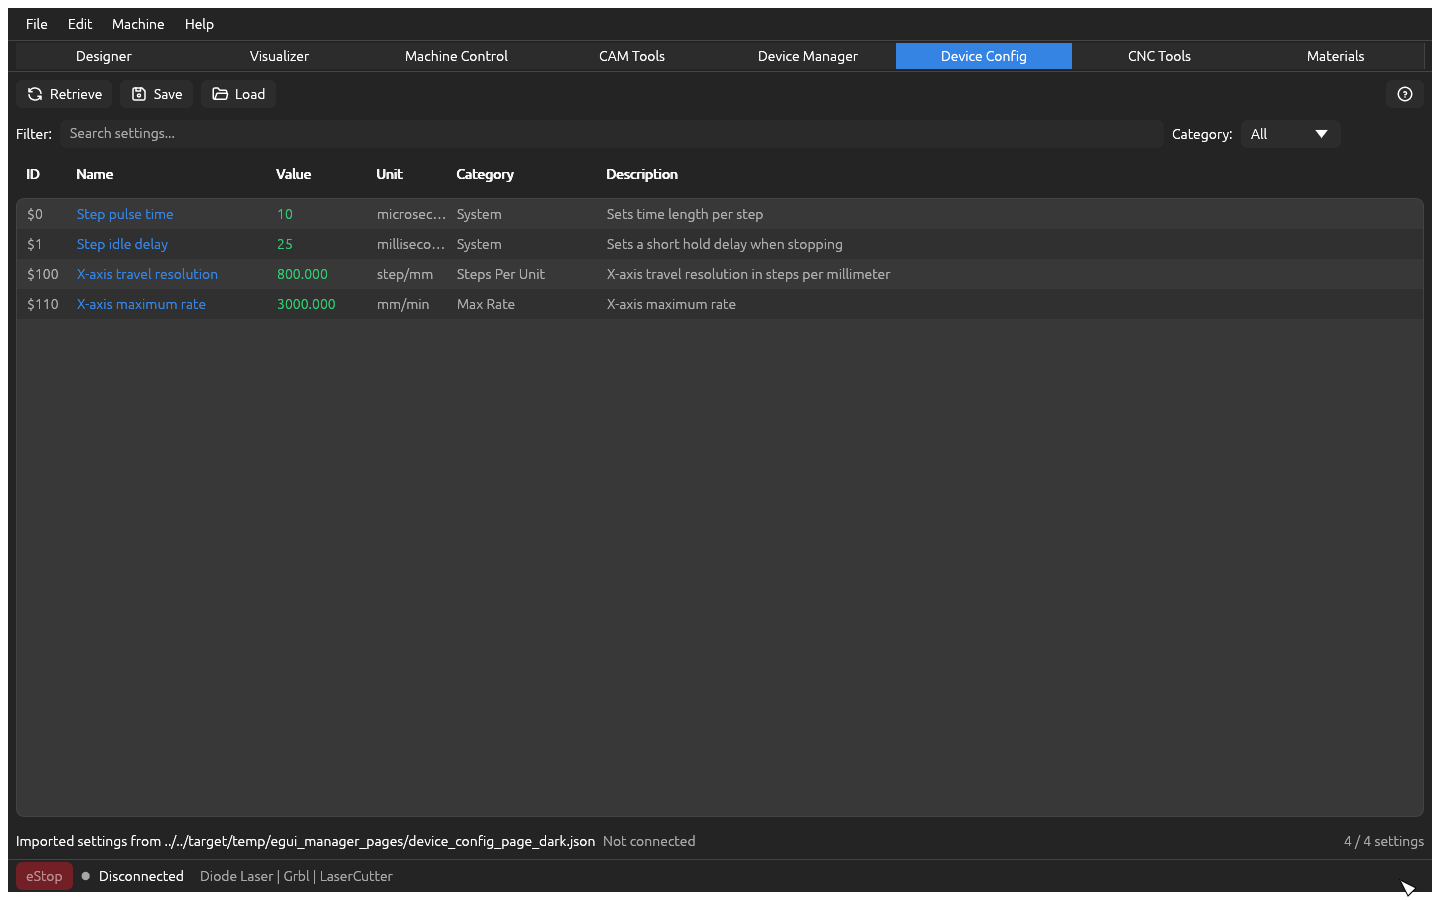 File Edit Machine Help
Designer Visualizer Machine Control CAM Tools Device Manager Device Config CNC Tools Materials
Retrieve Save Load
Filter: Search settings... Category: All
ID Name Value Unit Category Description
$0 Step pulse time 10 microsec... System Sets time length per step
$1 Step idle delay 25 milliseco... System Sets a short hold delay when stopping
$100 X-axis travel resolution 800.000 step/mm Steps Per Unit X-axis travel resolution in steps per millimeter
$110 X-axis maximum rate 3000.000 mm/min Max Rate X-axis maximum rate
Imported settings from ../../target/temp/egui_manager_pages/device_config_page_dark.json Not connected 4 / 4 settings
eStop Disconnected Diode Laser | Grbl | LaserCutter